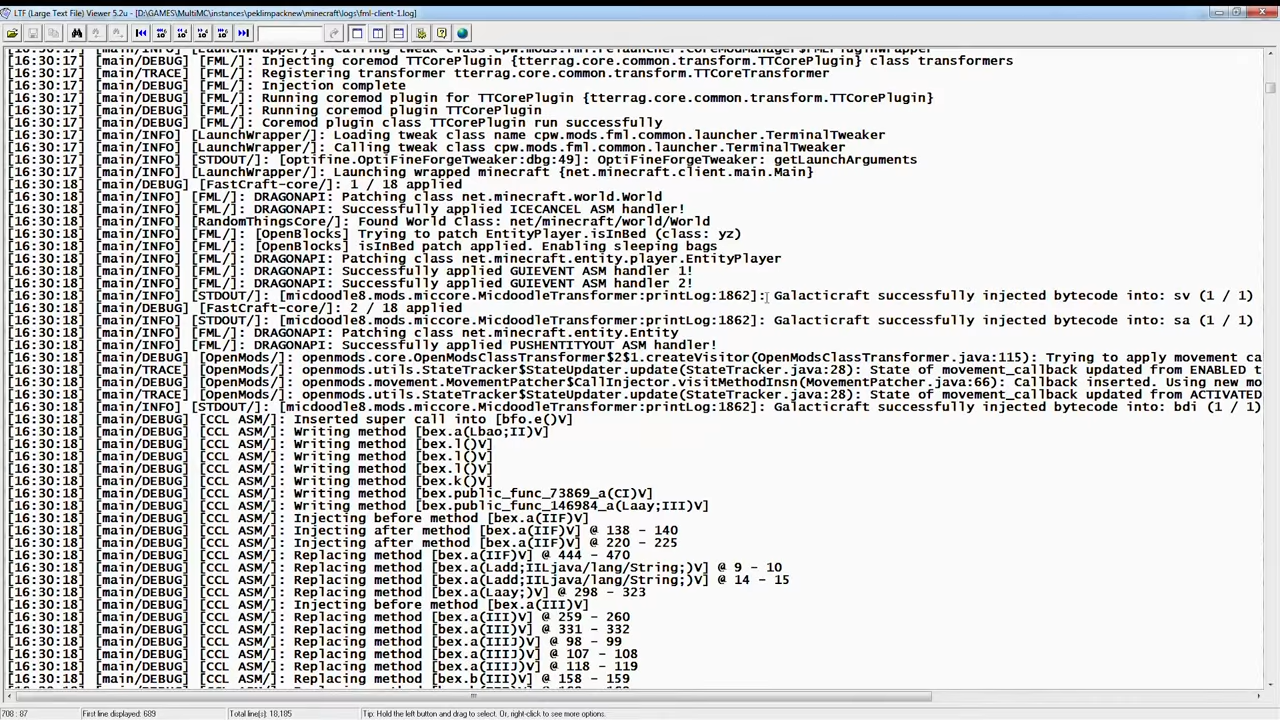 LTF (Large Text File) Viewer 5.2u - [D:\GAMES\MultiMC\instances\peklimpacknew\minecraft\logs\fml-client-1.log]
[16:30:17] [main/INFO] [LaunchWrapper/]: Calling tweak class cpw.mods.fml.relauncher.CoreModManager$FMLPluginWrapper
[16:30:17] [main/DEBUG] [FML/]: Injecting coremod TTCorePlugin {tterrag.core.common.transform.TTCorePlugin} class transformers
[16:30:17] [main/TRACE] [FML/]: Registering transformer tterrag.core.common.transform.TTCoreTransformer
[16:30:17] [main/DEBUG] [FML/]: Injection complete
[16:30:17] [main/DEBUG] [FML/]: Running coremod plugin for TTCorePlugin {tterrag.core.common.transform.TTCorePlugin}
[16:30:17] [main/DEBUG] [FML/]: Running coremod plugin TTCorePlugin
[16:30:17] [main/DEBUG] [FML/]: Coremod plugin class TTCorePlugin run successfully
[16:30:17] [main/INFO] [LaunchWrapper/]: Loading tweak class name cpw.mods.fml.common.launcher.TerminalTweaker
[16:30:17] [main/INFO] [LaunchWrapper/]: Calling tweak class cpw.mods.fml.common.launcher.TerminalTweaker
[16:30:17] [main/INFO] [STDOUT/]: [optifine.OptiFineForgeTweaker:dbg:49]: OptiFineForgeTweaker: getLaunchArguments
[16:30:17] [main/INFO] [LaunchWrapper/]: Launching wrapped minecraft {net.minecraft.client.main.Main}
[16:30:18] [main/DEBUG] [FastCraft-core/]: 1 / 18 applied
[16:30:18] [main/INFO] [FML/]: DRAGONAPI: Patching class net.minecraft.world.World
[16:30:18] [main/INFO] [FML/]: DRAGONAPI: Successfully applied ICECANCEL ASM handler!
[16:30:18] [main/INFO] [RandomThingsCore/]: Found World Class: net/minecraft/world/World
[16:30:18] [main/INFO] [FML/]: [OpenBlocks] Trying to patch EntityPlayer.isInBed (class: yz)
[16:30:18] [main/INFO] [FML/]: [OpenBlocks] isInBed patch applied. Enabling sleeping bags
[16:30:18] [main/INFO] [FML/]: DRAGONAPI: Patching class net.minecraft.entity.player.EntityPlayer
[16:30:18] [main/INFO] [FML/]: DRAGONAPI: Successfully applied GUIEVENT ASM handler 1!
[16:30:18] [main/INFO] [FML/]: DRAGONAPI: Successfully applied GUIEVENT ASM handler 2!
[16:30:18] [main/INFO] [STDOUT/]: [micdoodle8.mods.miccore.MicdoodleTransformer:printLog:1862]: Galacticraft successfully injected bytecode into: sv (1 / 1)
[16:30:18] [main/DEBUG] [FastCraft-core/]: 2 / 18 applied
[16:30:18] [main/INFO] [STDOUT/]: [micdoodle8.mods.miccore.MicdoodleTransformer:printLog:1862]: Galacticraft successfully injected bytecode into: sa (1 / 1)
[16:30:18] [main/INFO] [FML/]: DRAGONAPI: Patching class net.minecraft.entity.Entity
[16:30:18] [main/INFO] [FML/]: DRAGONAPI: Successfully applied PUSHENTITYOUT ASM handler!
[16:30:18] [main/DEBUG] [OpenMods/]: openmods.core.OpenModsClassTransformer$2$1.createVisitor(OpenModsClassTransformer.java:115): Trying to apply movement ca
[16:30:18] [main/TRACE] [OpenMods/]: openmods.utils.StateTracker$StateUpdater.update(StateTracker.java:28): State of movement_callback updated from ENABLED t
[16:30:18] [main/DEBUG] [OpenMods/]: openmods.movement.MovementPatcher$CallInjector.visitMethodInsn(MovementPatcher.java:66): Callback inserted. Using new mo
[16:30:18] [main/TRACE] [OpenMods/]: openmods.utils.StateTracker$StateUpdater.update(StateTracker.java:28): State of movement_callback updated from ACTIVATED
[16:30:18] [main/INFO] [STDOUT/]: [micdoodle8.mods.miccore.MicdoodleTransformer:printLog:1862]: Galacticraft successfully injected bytecode into: bdi (1 / 1)
[16:30:18] [main/DEBUG] [CCL ASM/]: Inserted super call into [bfo.e()V]
[16:30:18] [main/DEBUG] [CCL ASM/]: Writing method [bex.a(Lbao;II)V]
[16:30:18] [main/DEBUG] [CCL ASM/]: Writing method [bex.l()V]
[16:30:18] [main/DEBUG] [CCL ASM/]: Writing method [bex.l()V]
[16:30:18] [main/DEBUG] [CCL ASM/]: Writing method [bex.l()V]
[16:30:18] [main/DEBUG] [CCL ASM/]: Writing method [bex.k()V]
[16:30:18] [main/DEBUG] [CCL ASM/]: Writing method [bex.public_func_73869_a(CI)V]
[16:30:18] [main/DEBUG] [CCL ASM/]: Writing method [bex.public_func_146984_a(Laay;III)V]
[16:30:18] [main/DEBUG] [CCL ASM/]: Injecting before method [bex.a(IIF)V]
[16:30:18] [main/DEBUG] [CCL ASM/]: Injecting after method [bex.a(IIF)V] @ 138 - 140
[16:30:18] [main/DEBUG] [CCL ASM/]: Injecting after method [bex.a(IIF)V] @ 220 - 225
[16:30:18] [main/DEBUG] [CCL ASM/]: Replacing method [bex.a(IIF)V] @ 444 - 470
[16:30:18] [main/DEBUG] [CCL ASM/]: Replacing method [bex.a(Ladd;IILjava/lang/String;)V] @ 9 - 10
[16:30:18] [main/DEBUG] [CCL ASM/]: Replacing method [bex.a(Ladd;IILjava/lang/String;)V] @ 14 - 15
[16:30:18] [main/DEBUG] [CCL ASM/]: Replacing method [bex.a(Laay;)V] @ 298 - 323
[16:30:18] [main/DEBUG] [CCL ASM/]: Injecting before method [bex.a(III)V]
[16:30:18] [main/DEBUG] [CCL ASM/]: Replacing method [bex.a(III)V] @ 259 - 260
[16:30:18] [main/DEBUG] [CCL ASM/]: Replacing method [bex.a(III)V] @ 331 - 332
[16:30:18] [main/DEBUG] [CCL ASM/]: Replacing method [bex.a(IIIJ)V] @ 98 - 99
[16:30:18] [main/DEBUG] [CCL ASM/]: Replacing method [bex.a(IIIJ)V] @ 107 - 108
[16:30:18] [main/DEBUG] [CCL ASM/]: Replacing method [bex.a(IIIJ)V] @ 118 - 119
[16:30:18] [main/DEBUG] [CCL ASM/]: Replacing method [bex.b(III)V] @ 158 - 159
708 : 87 First line displayed: 689 Total line(s): 18,185 Tip: Hold the left button and drag to select. Or, right-click to see more options.